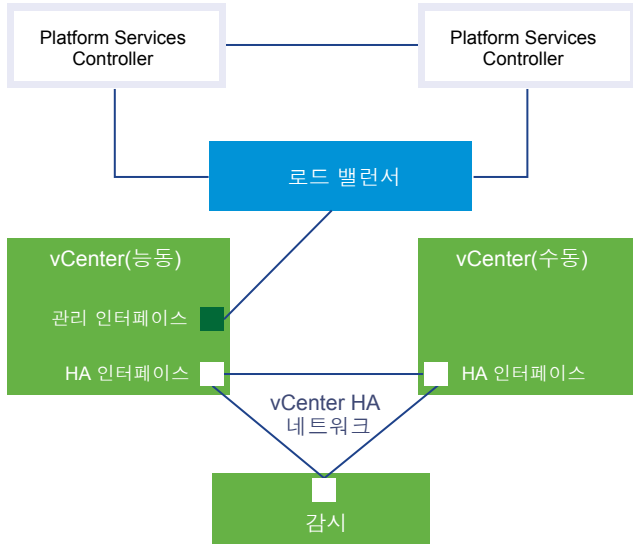 Platform Services
Controller
Platform Services
Controller
로드 밸런서
vCenter(능동)
vCenter(수동)
관리 인터페이스
HA 인터페이스
HA 인터페이스
vCenter HA
네트워크
감시